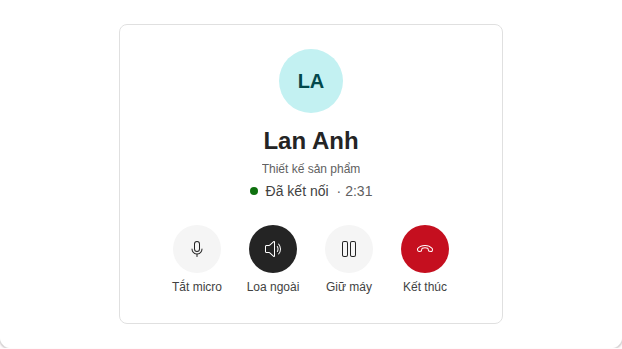 LA
Lan Anh
Thiết kế sản phẩm
Đã kết nối · 2:31
Tắt micro
Loa ngoài
Giữ máy
Kết thúc